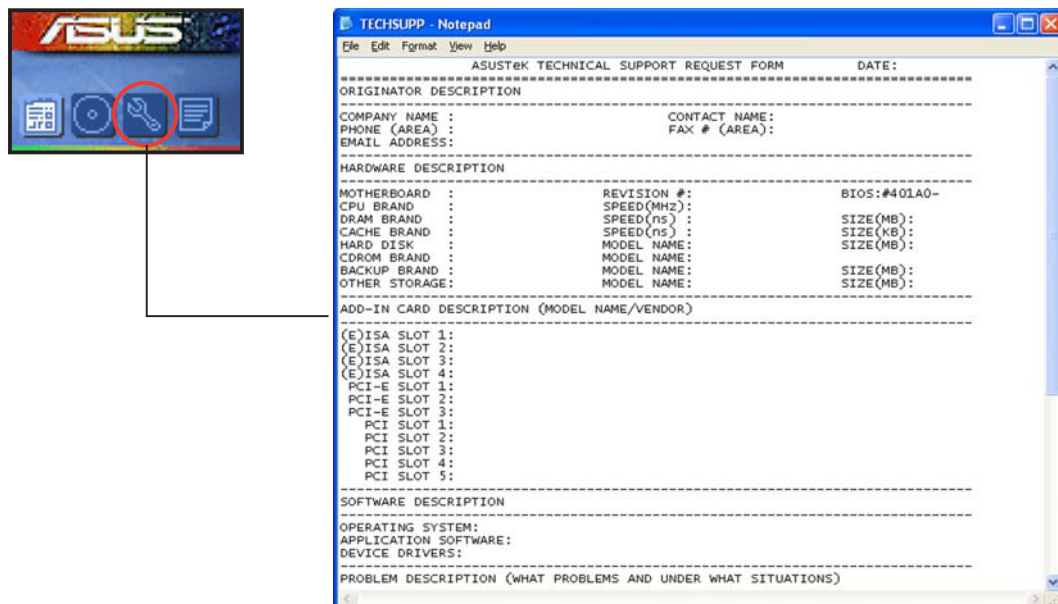 ASUS
TECHSUPP - Notepad
File Edit Format View Help
ASUSTeK TECHNICAL SUPPORT REQUEST FORM DATE:
==============================================================================
ORIGINATOR DESCRIPTION
------------------------------------------------------------------------------
COMPANY NAME : CONTACT NAME:
PHONE (AREA) : FAX # (AREA):
EMAIL ADDRESS:
------------------------------------------------------------------------------
HARDWARE DESCRIPTION
------------------------------------------------------------------------------
MOTHERBOARD : REVISION #: BIOS:#401A0-
CPU BRAND : SPEED(MHz):
DRAM BRAND : SPEED(ns) : SIZE(MB):
CACHE BRAND : SPEED(ns) : SIZE(KB):
HARD DISK : MODEL NAME: SIZE(MB):
CDROM BRAND : MODEL NAME:
BACKUP BRAND : MODEL NAME: SIZE(MB):
OTHER STORAGE: MODEL NAME: SIZE(MB):
------------------------------------------------------------------------------
ADD-IN CARD DESCRIPTION (MODEL NAME/VENDOR)
------------------------------------------------------------------------------
(E)ISA SLOT 1:
(E)ISA SLOT 2:
(E)ISA SLOT 3:
(E)ISA SLOT 4:
PCI-E SLOT 1:
PCI-E SLOT 2:
PCI-E SLOT 3:
PCI SLOT 1:
PCI SLOT 2:
PCI SLOT 3:
PCI SLOT 4:
PCI SLOT 5:
------------------------------------------------------------------------------
SOFTWARE DESCRIPTION
------------------------------------------------------------------------------
OPERATING SYSTEM:
APPLICATION SOFTWARE:
DEVICE DRIVERS:
------------------------------------------------------------------------------
PROBLEM DESCRIPTION (WHAT PROBLEMS AND UNDER WHAT SITUATIONS)